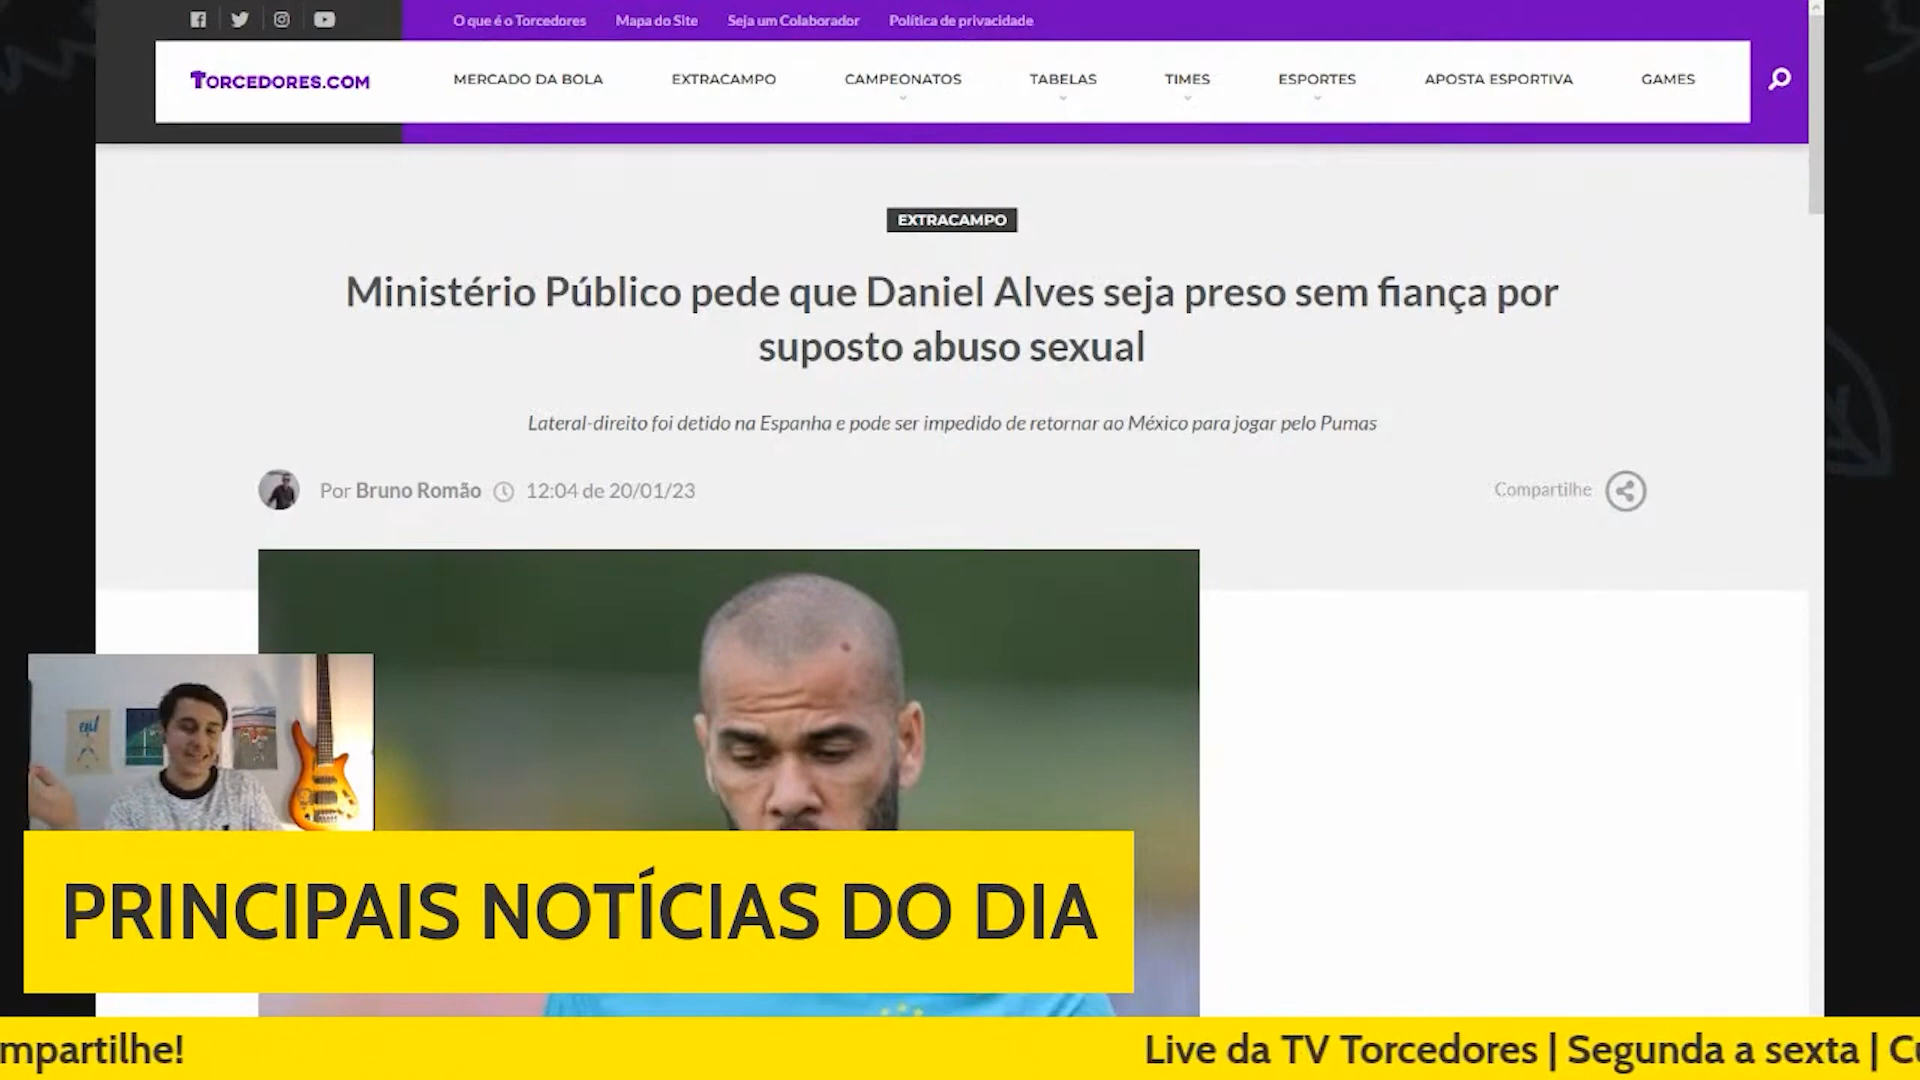 O que é o Torcedores Mapa do Site Seja um Colaborador Política de privacidade
TORCEDORES.COM MERCADO DA BOLA EXTRACAMPO CAMPEONATOS TABELAS TIMES ESPORTES APOSTA ESPORTIVA GAMES
EXTRACAMPO
Ministério Público pede que Daniel Alves seja preso sem fiança por
suposto abuso sexual
Lateral-direito foi detido na Espanha e pode ser impedido de retornar ao México para jogar pelo Pumas
Por Bruno Romão 12:04 de 20/01/23 Compartilhe
PRINCIPAIS NOTÍCIAS DO DIA
mpartilhe! Live da TV Torcedores | Segunda a sexta |